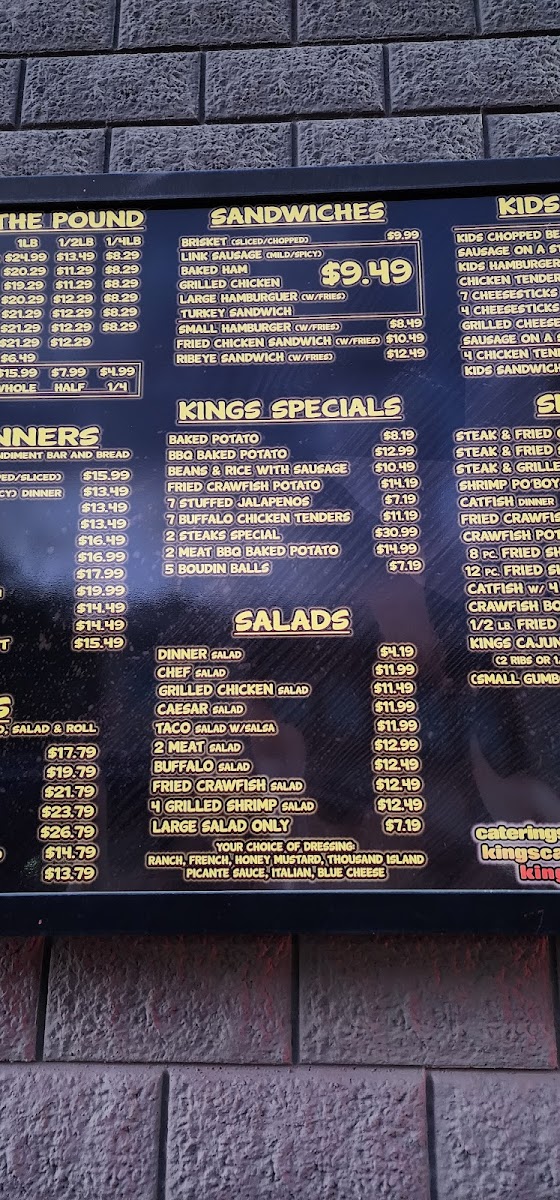 THE POUND
1LB 1/2LB 1/4LB
$24.99 $13.49 $8.29
$20.29 $11.29 $8.29
$19.29 $11.29 $8.29
$20.29 $12.29 $8.29
$21.29 $12.29 $8.29
$21.29 $12.29 $8.29
$21.29 $12.29
$6.49
$15.99 $7.99 $4.99
WHOLE HALF 1/4
NNERS
NDIMENT BAR AND BREAD
PED/SLICED) $15.99
CY) DINNER $13.49
$13.49
$13.49
$16.49
$16.99
$17.99
$19.99
$14.49
$14.49
T $15.49
S
D, SALAD & ROLL
$17.79
$19.79
$21.79
$23.79
$26.79
$14.79
$13.79
SANDWICHES
BRISKET (SLICED/CHOPPED) $9.99
LINK SAUSAGE (MILD/SPICY)
BAKED HAM
GRILLED CHICKEN
LARGE HAMBURGUER (W/FRIES)
TURKEY SANDWICH
$9.49
SMALL HAMBURGER (W/FRIES) $8.49
FRIED CHICKEN SANDWICH (W/FRIES) $10.49
RIBEYE SANDWICH (W/FRIES) $12.49
KINGS SPECIALS
BAKED POTATO $8.19
BBQ BAKED POTATO $12.99
BEANS & RICE WITH SAUSAGE $10.49
FRIED CRAWFISH POTATO $14.19
7 STUFFED JALAPENOS $7.19
7 BUFFALO CHICKEN TENDERS $11.19
2 STEAKS SPECIAL $30.99
2 MEAT BBQ BAKED POTATO $14.99
5 BOUDIN BALLS $7.19
SALADS
DINNER SALAD $4.19
CHEF SALAD $11.99
GRILLED CHICKEN SALAD $11.49
CAESAR SALAD $11.99
TACO SALAD W/SALSA $11.99
2 MEAT SALAD $12.99
BUFFALO SALAD $12.49
FRIED CRAWFISH SALAD $12.49
4 GRILLED SHRIMP SALAD $12.49
LARGE SALAD ONLY $7.19
YOUR CHOICE OF DRESSING:
RANCH, FRENCH, HONEY MUSTARD, THOUSAND ISLAND
PICANTE SAUCE, ITALIAN, BLUE CHEESE
KIDS
KIDS CHOPPED BE
SAUSAGE ON A S
KIDS HAMBURGER
CHICKEN TENDE
7 CHEESESTICKS
4 CHEESESTICKS
GRILLED CHEES
SAUSAGE ON A S
4 CHICKEN TEN
KIDS SANDWICH
S
STEAK & FRIED
STEAK & FRIED
STEAK & GRILL
SHRIMP PO'BOY
CATFISH DINNER
FRIED CRAWF
CRAWFISH POT
8 PC. FRIED SH
12 PC. FRIED SH
CATFISH W/ 4
CRAWFISH BO
1/2 LB. FRIED
KINGS CAJUN
(2 RIBS OR 1
(SMALL GUMB
catering
kingsca
king